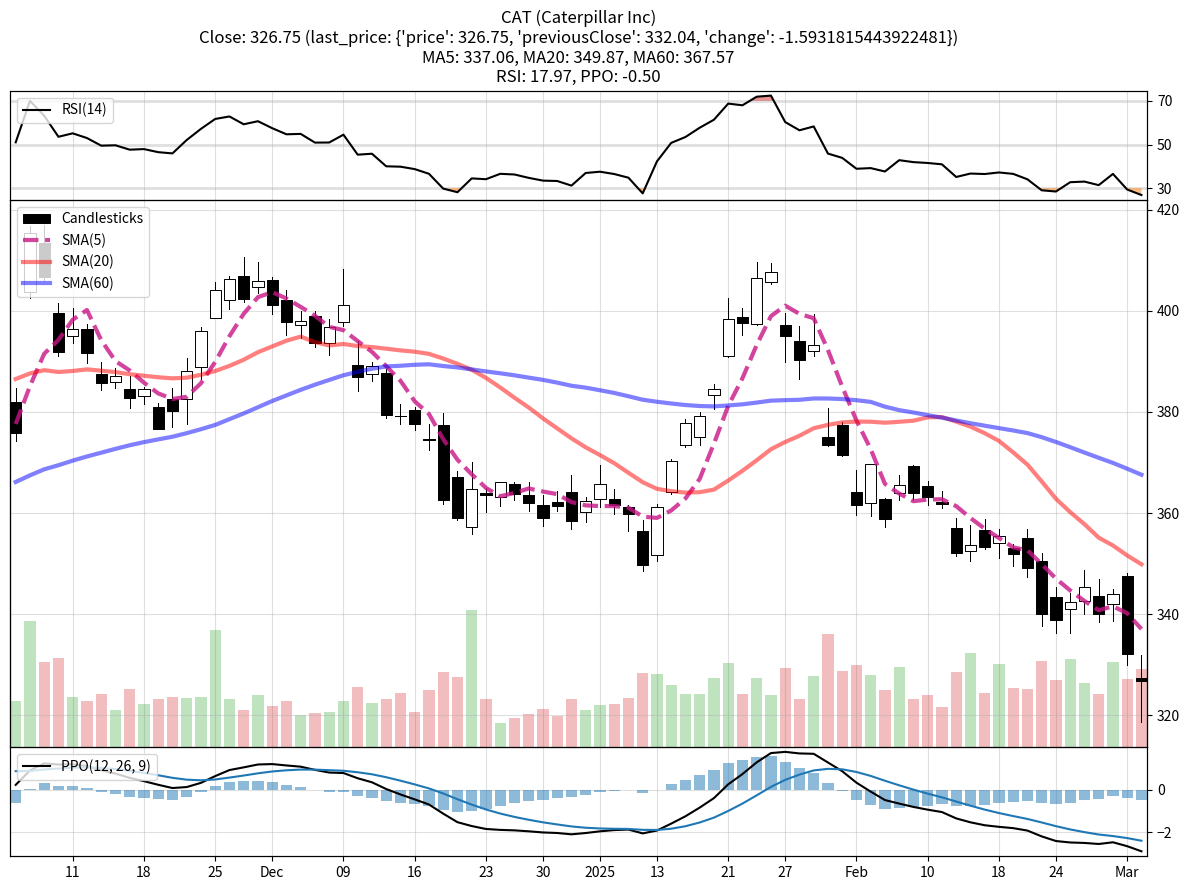 CAT (Caterpillar Inc)
Close: 326.75 (last_price: {'price': 326.75, 'previousClose': 332.04, 'change': -1.5931815443922481})
MA5: 337.06, MA20: 349.87, MA60: 367.57
RSI: 17.97, PPO: -0.50
RSI(14)
70
50
30
Candlesticks
SMA(5)
SMA(20)
SMA(60)
420
400
380
360
340
320
PPO(12, 26, 9)
0
−2
11 18 25 Dec 09 16 23 30 2025 13 21 27 Feb 10 18 24 Mar